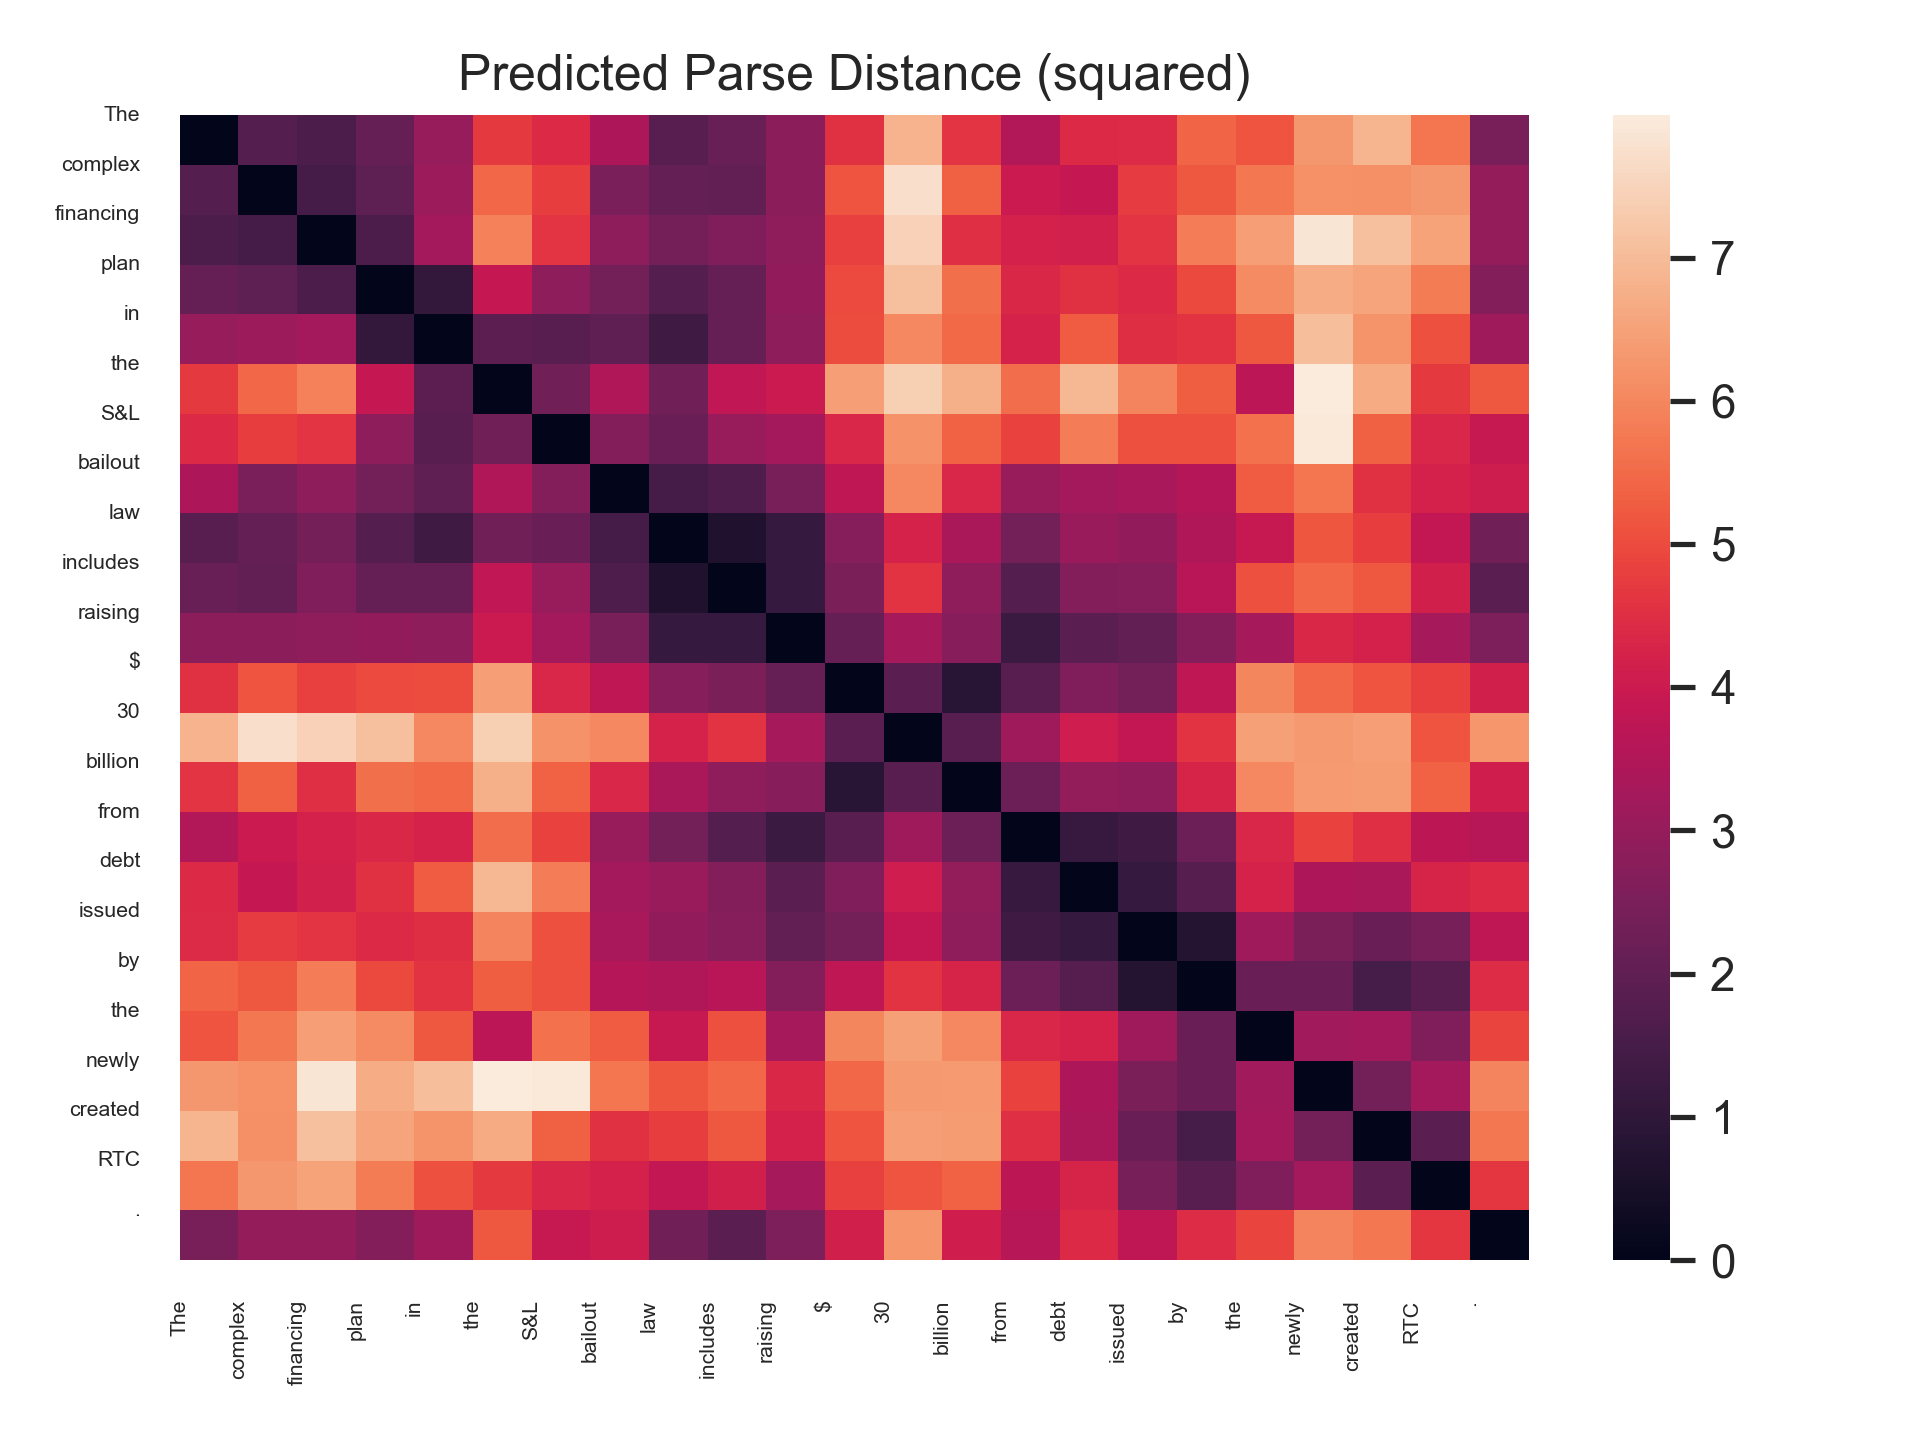 Predicted Parse Distance (squared)
The
complex
financing
plan
in
the
S&L
bailout
law
includes
raising
$
30
billion
from
debt
issued
by
the
newly
created
RTC
.
The
complex
financing
plan
in
the
S&L
bailout
law
includes
raising
$
30
billion
from
debt
issued
by
the
newly
created
RTC
.
7
6
5
4
3
2
1
0